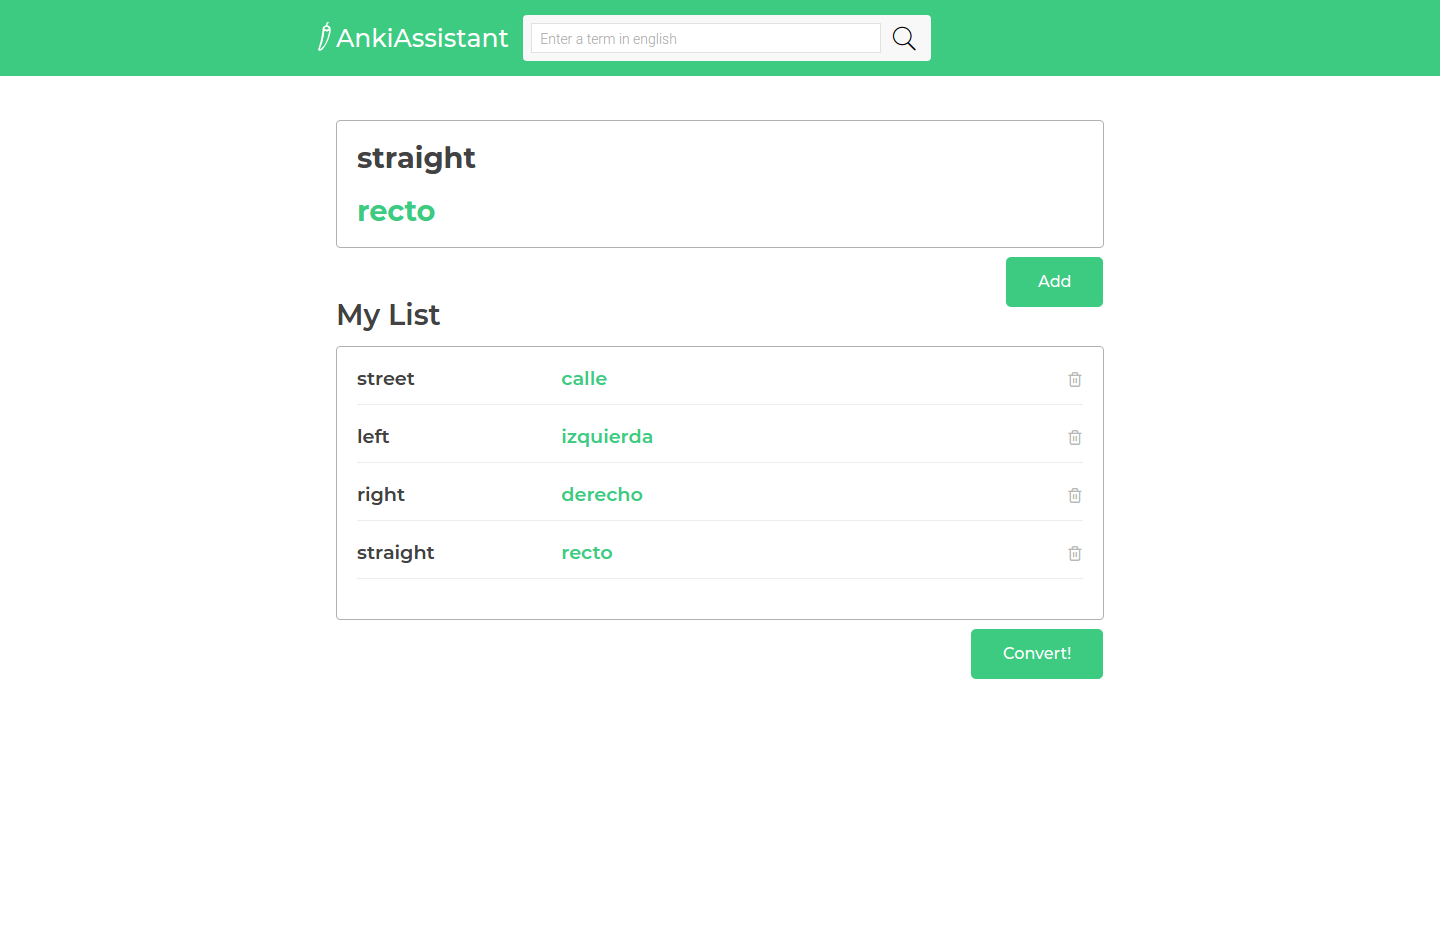 AnkiAssistant
Enter a term in english
straight
recto
Add
My List
street calle
left izquierda
right derecho
straight recto
Convert!